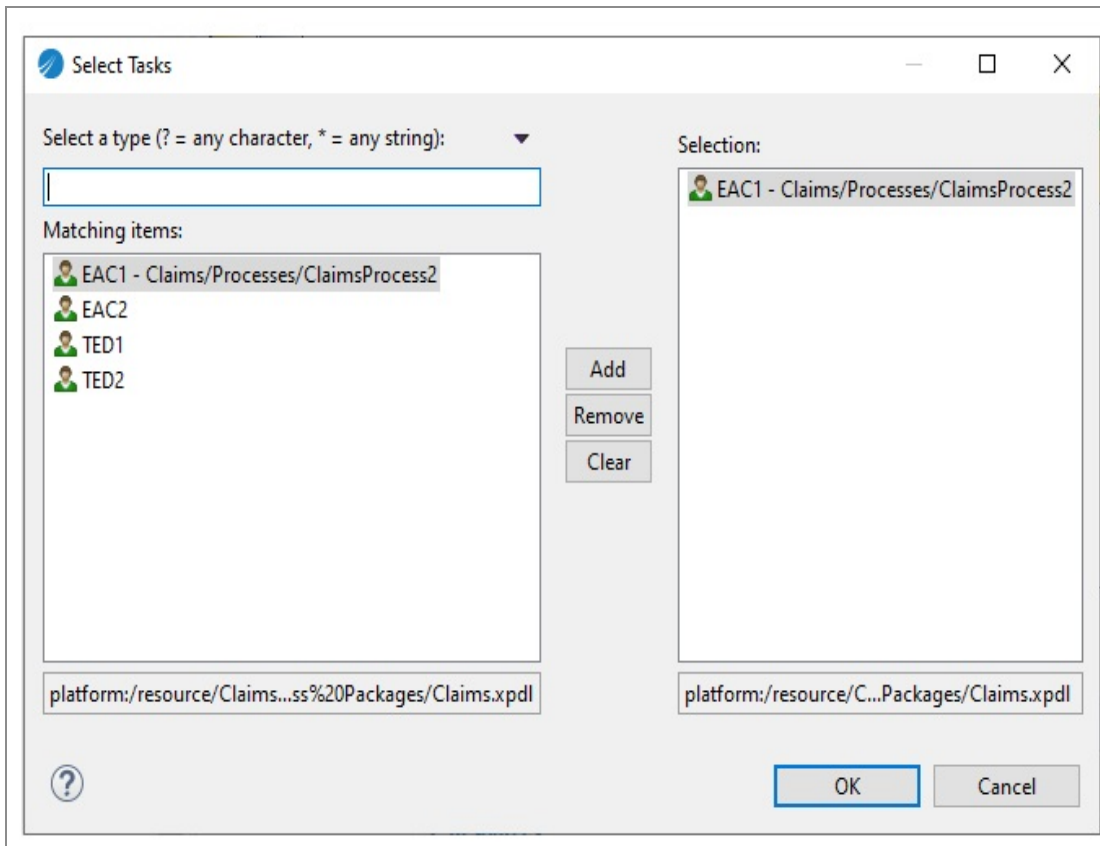 Select Tasks
Select a type (? = any character, * = any string):
Selection:
EAC1 - Claims/Processes/ClaimsProcess2
Matching items:
EAC1 - Claims/Processes/ClaimsProcess2
EAC2
TED1
TED2
Add
Remove
Clear
platform:/resource/Claims...ss%20Packages/Claims.xpdl
platform:/resource/C...Packages/Claims.xpdl
?
OK
Cancel